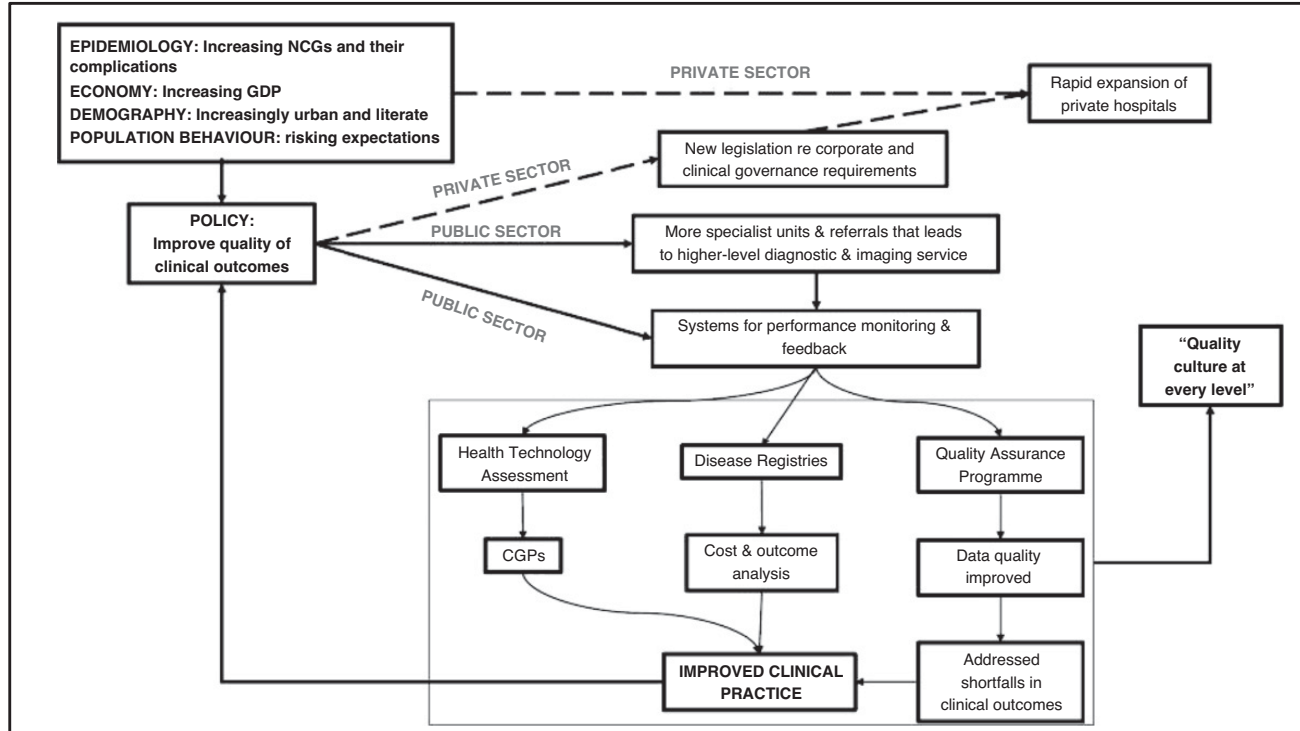 EPIDEMIOLOGY: Increasing NCGs and their
complications
ECONOMY: Increasing GDP
DEMOGRAPHY: Increasingly urban and literate
POPULATION BEHAVIOUR: risking expectations
PRIVATE SECTOR
Rapid expansion of
private hospitals
New legislation re corporate and
clinical governance requirements
PRIVATE SECTOR
POLICY:
Improve quality of
clinical outcomes
PUBLIC SECTOR
More specialist units & referrals that leads
to higher-level diagnostic & imaging service
PUBLIC SECTOR
Systems for performance monitoring &
feedback
"Quality
culture at
every level"
Health Technology
Assessment
Disease Registries
Quality Assurance
Programme
CGPs
Cost & outcome
analysis
Data quality
improved
IMPROVED CLINICAL
PRACTICE
Addressed
shortfalls in
clinical outcomes